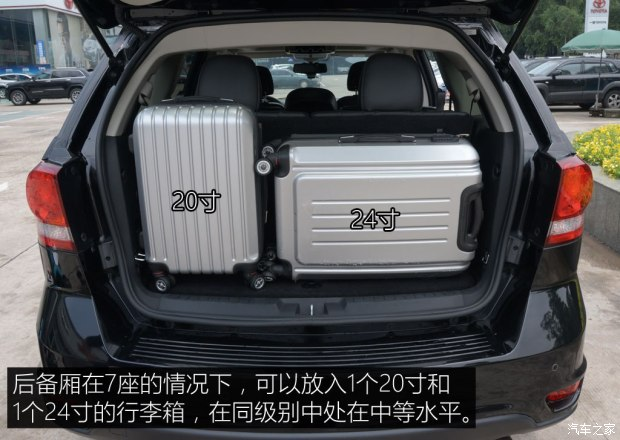 TOYOTA
20寸
24寸
后备厢在7座的情况下，可以放入1个20寸和
1个24寸的行李箱，在同级别中处在中等水平。
汽车之家